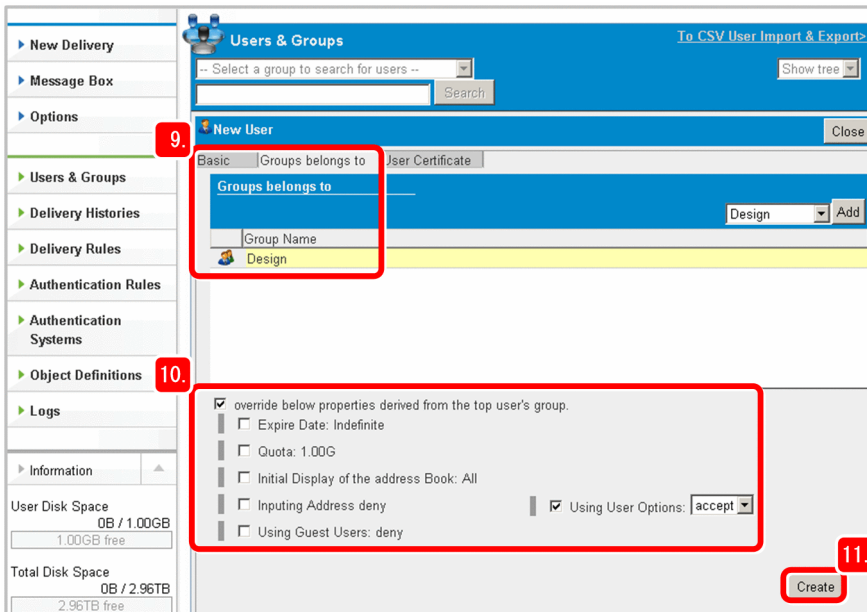 New Delivery
Message Box
Options
Users & Groups
Delivery Histories
Delivery Rules
Authentication Rules
Authentication
Systems
Object Definitions
Logs
Information
User Disk Space
0B / 1.00GB
1.00GB free
Total Disk Space
0B / 2.96TB
2.96TB free
Users & Groups
To CSV User Import & Export>
-- Select a group to search for users --
Show tree
Search
9.
New User
Close
Basic Groups belongs to User Certificate
Groups belongs to
Design Add
Group Name
Design
10.
override below properties derived from the top user's group.
Expire Date: Indefinite
Quota: 1.00G
Initial Display of the address Book: All
Inputing Address deny
Using User Options: accept
Using Guest Users: deny
11.
Create